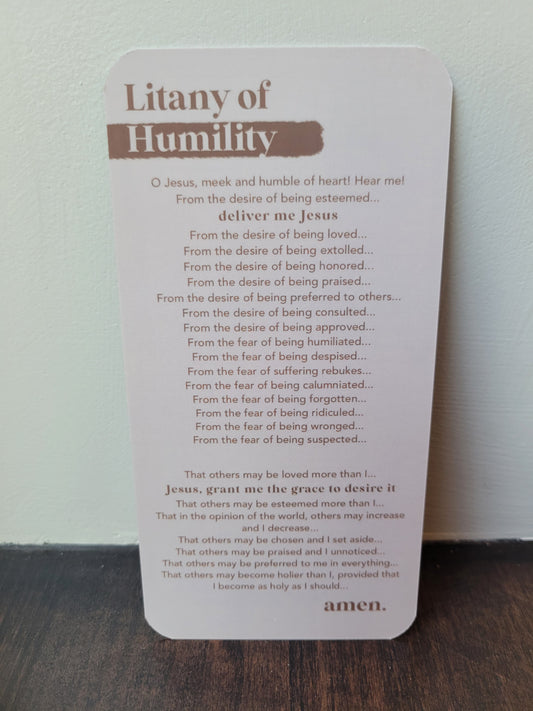 Litany of
Humility
O Jesus, meek and humble of heart! Hear me!
From the desire of being esteemed...
deliver me Jesus
From the desire of being loved...
From the desire of being extolled...
From the desire of being honored...
From the desire of being praised...
From the desire of being preferred to others...
From the desire of being consulted...
From the desire of being approved...
From the fear of being humiliated...
From the fear of being despised...
From the fear of suffering rebukes...
From the fear of being calumniated...
From the fear of being forgotten...
From the fear of being ridiculed...
From the fear of being wronged...
From the fear of being suspected...
That others may be loved more than I...
Jesus, grant me the grace to desire it
That others may be esteemed more than I...
That in the opinion of the world, others may increase
and I decrease...
That others may be chosen and I set aside...
That others may be praised and I unnoticed...
That others may be preferred to me in everything...
That others may become holier than I, provided that
I become as holy as I should...
amen.